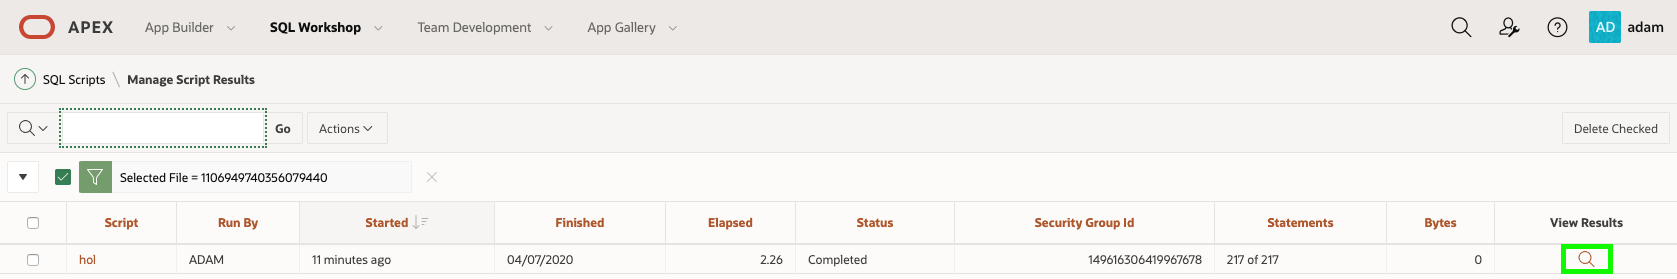 APEX App Builder SQL Workshop Team Development App Gallery AD adam
SQL Scripts \ Manage Script Results
Go Actions Delete Checked
Selected File = 1106949740356079440
Script Run By Started Finished Elapsed Status Security Group Id Statements Bytes View Results
hol ADAM 11 minutes ago 04/07/2020 2.26 Completed 149616306419967678 217 of 217 0